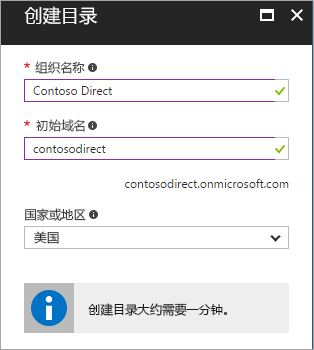 创建目录
* 组织名称
Contoso Direct
* 初始域名
contosodirect
contosodirect.onmicrosoft.com
国家或地区
美国
创建目录大约需要一分钟。